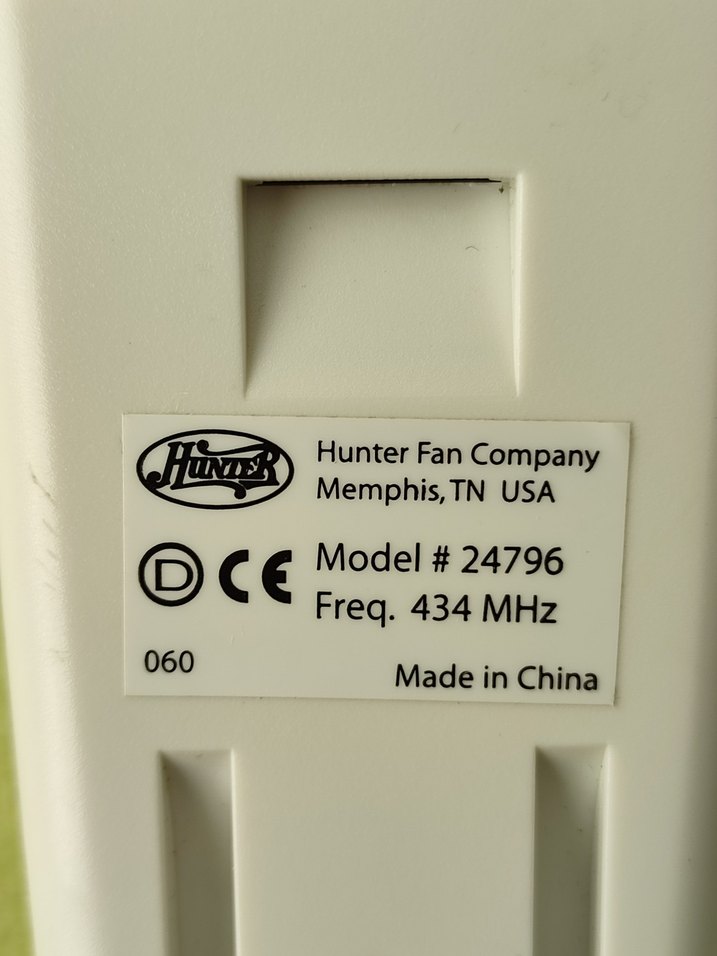 HUNTER
Hunter Fan Company
Memphis, TN USA
D CE
Model # 24796
Freq. 434 MHz
060
Made in China